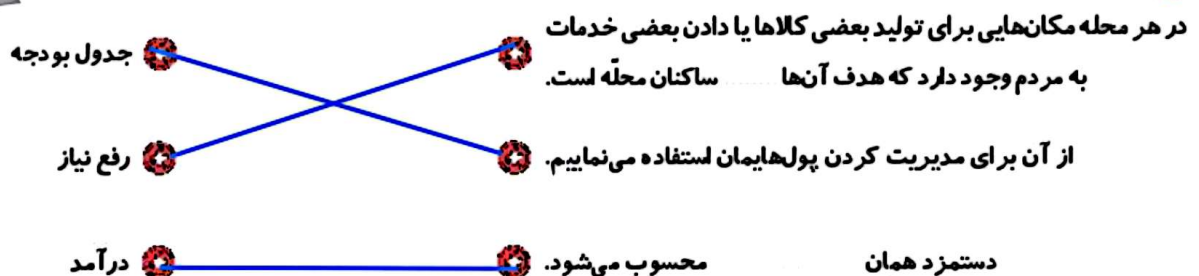 در هر محله مکان‌هایی برای تولید بعضی کالاها یا دادن بعضی خدمات
به مردم وجود دارد که هدف آن‌ها ........ ساکنان محلّه است.
جدول بودجه
از آن برای مدیریت کردن پول‌هایمان استفاده می‌نماییم.
رفع نیاز
دستمزد همان محسوب می‌شود.
درآمد